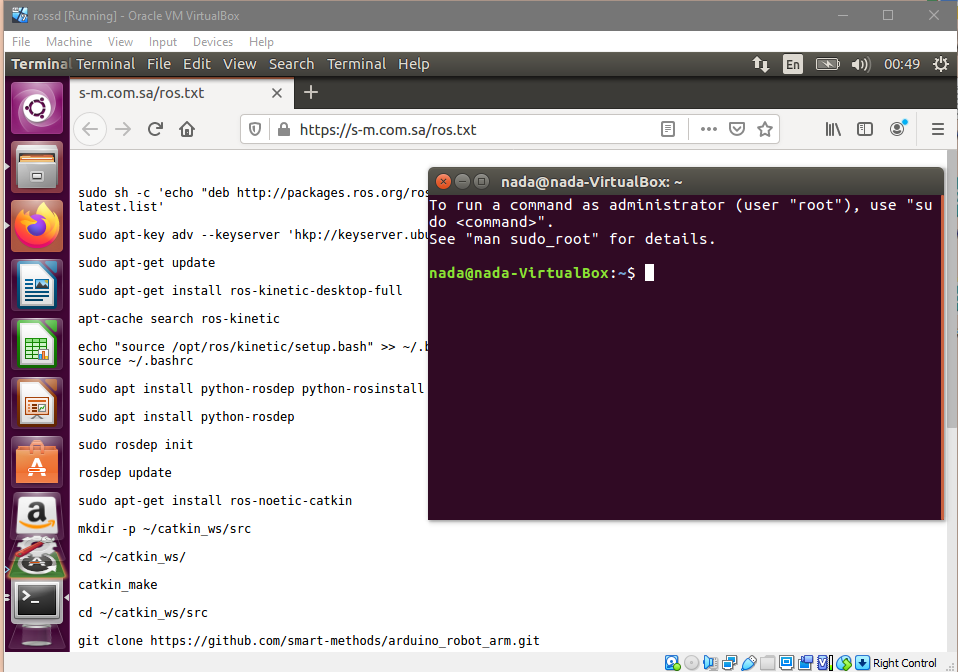 rossd [Running] - Oracle VM VirtualBox
File Machine View Input Devices Help
Terminal Terminal File Edit View Search Terminal Help En 00:49
s-m.com.sa/ros.txt
https://s-m.com.sa/ros.txt
sudo sh -c 'echo "deb http://packages.ros.org/ros
latest.list'
sudo apt-key adv --keyserver 'hkp://keyserver.ubu
sudo apt-get update
sudo apt-get install ros-kinetic-desktop-full
apt-cache search ros-kinetic
echo "source /opt/ros/kinetic/setup.bash" >> ~/.b
source ~/.bashrc
sudo apt install python-rosdep python-rosinstall
sudo apt install python-rosdep
sudo rosdep init
rosdep update
sudo apt-get install ros-noetic-catkin
mkdir -p ~/catkin_ws/src
cd ~/catkin_ws/
catkin_make
cd ~/catkin_ws/src
git clone https://github.com/smart-methods/arduino_robot_arm.git
nada@nada-VirtualBox: ~
To run a command as administrator (user "root"), use "su
do <command>".
See "man sudo_root" for details.
nada@nada-VirtualBox:~$
Right Control